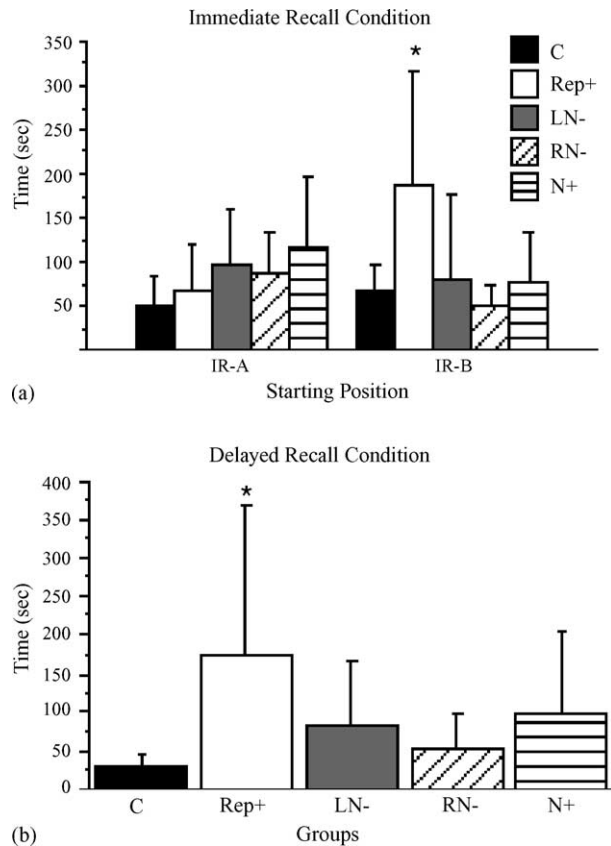 Immediate Recall Condition
350
300
250
200
150
100
50
Time (sec)
*
C
Rep+
LN-
RN-
N+
IR-A
IR-B
Starting Position
(a)
Delayed Recall Condition
400
350
300
250
200
150
100
50
0
Time (sec)
*
C
Rep+
LN-
RN-
N+
Groups
(b)